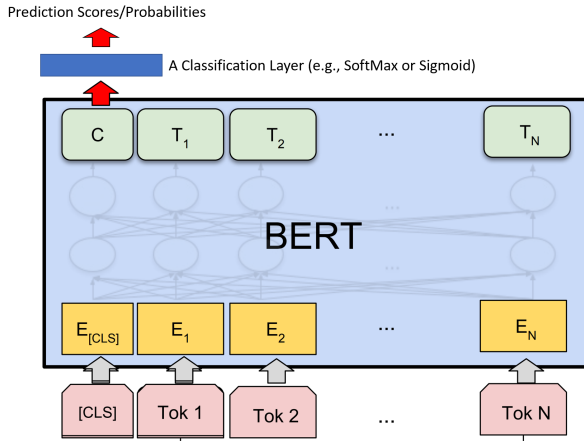 Prediction Scores/Probabilities
A Classification Layer (e.g., SoftMax or Sigmoid)
C T1 T2 ... TN
...
BERT
...
E[CLS] E1 E2 ... EN
[CLS] Tok 1 Tok 2 ... Tok N